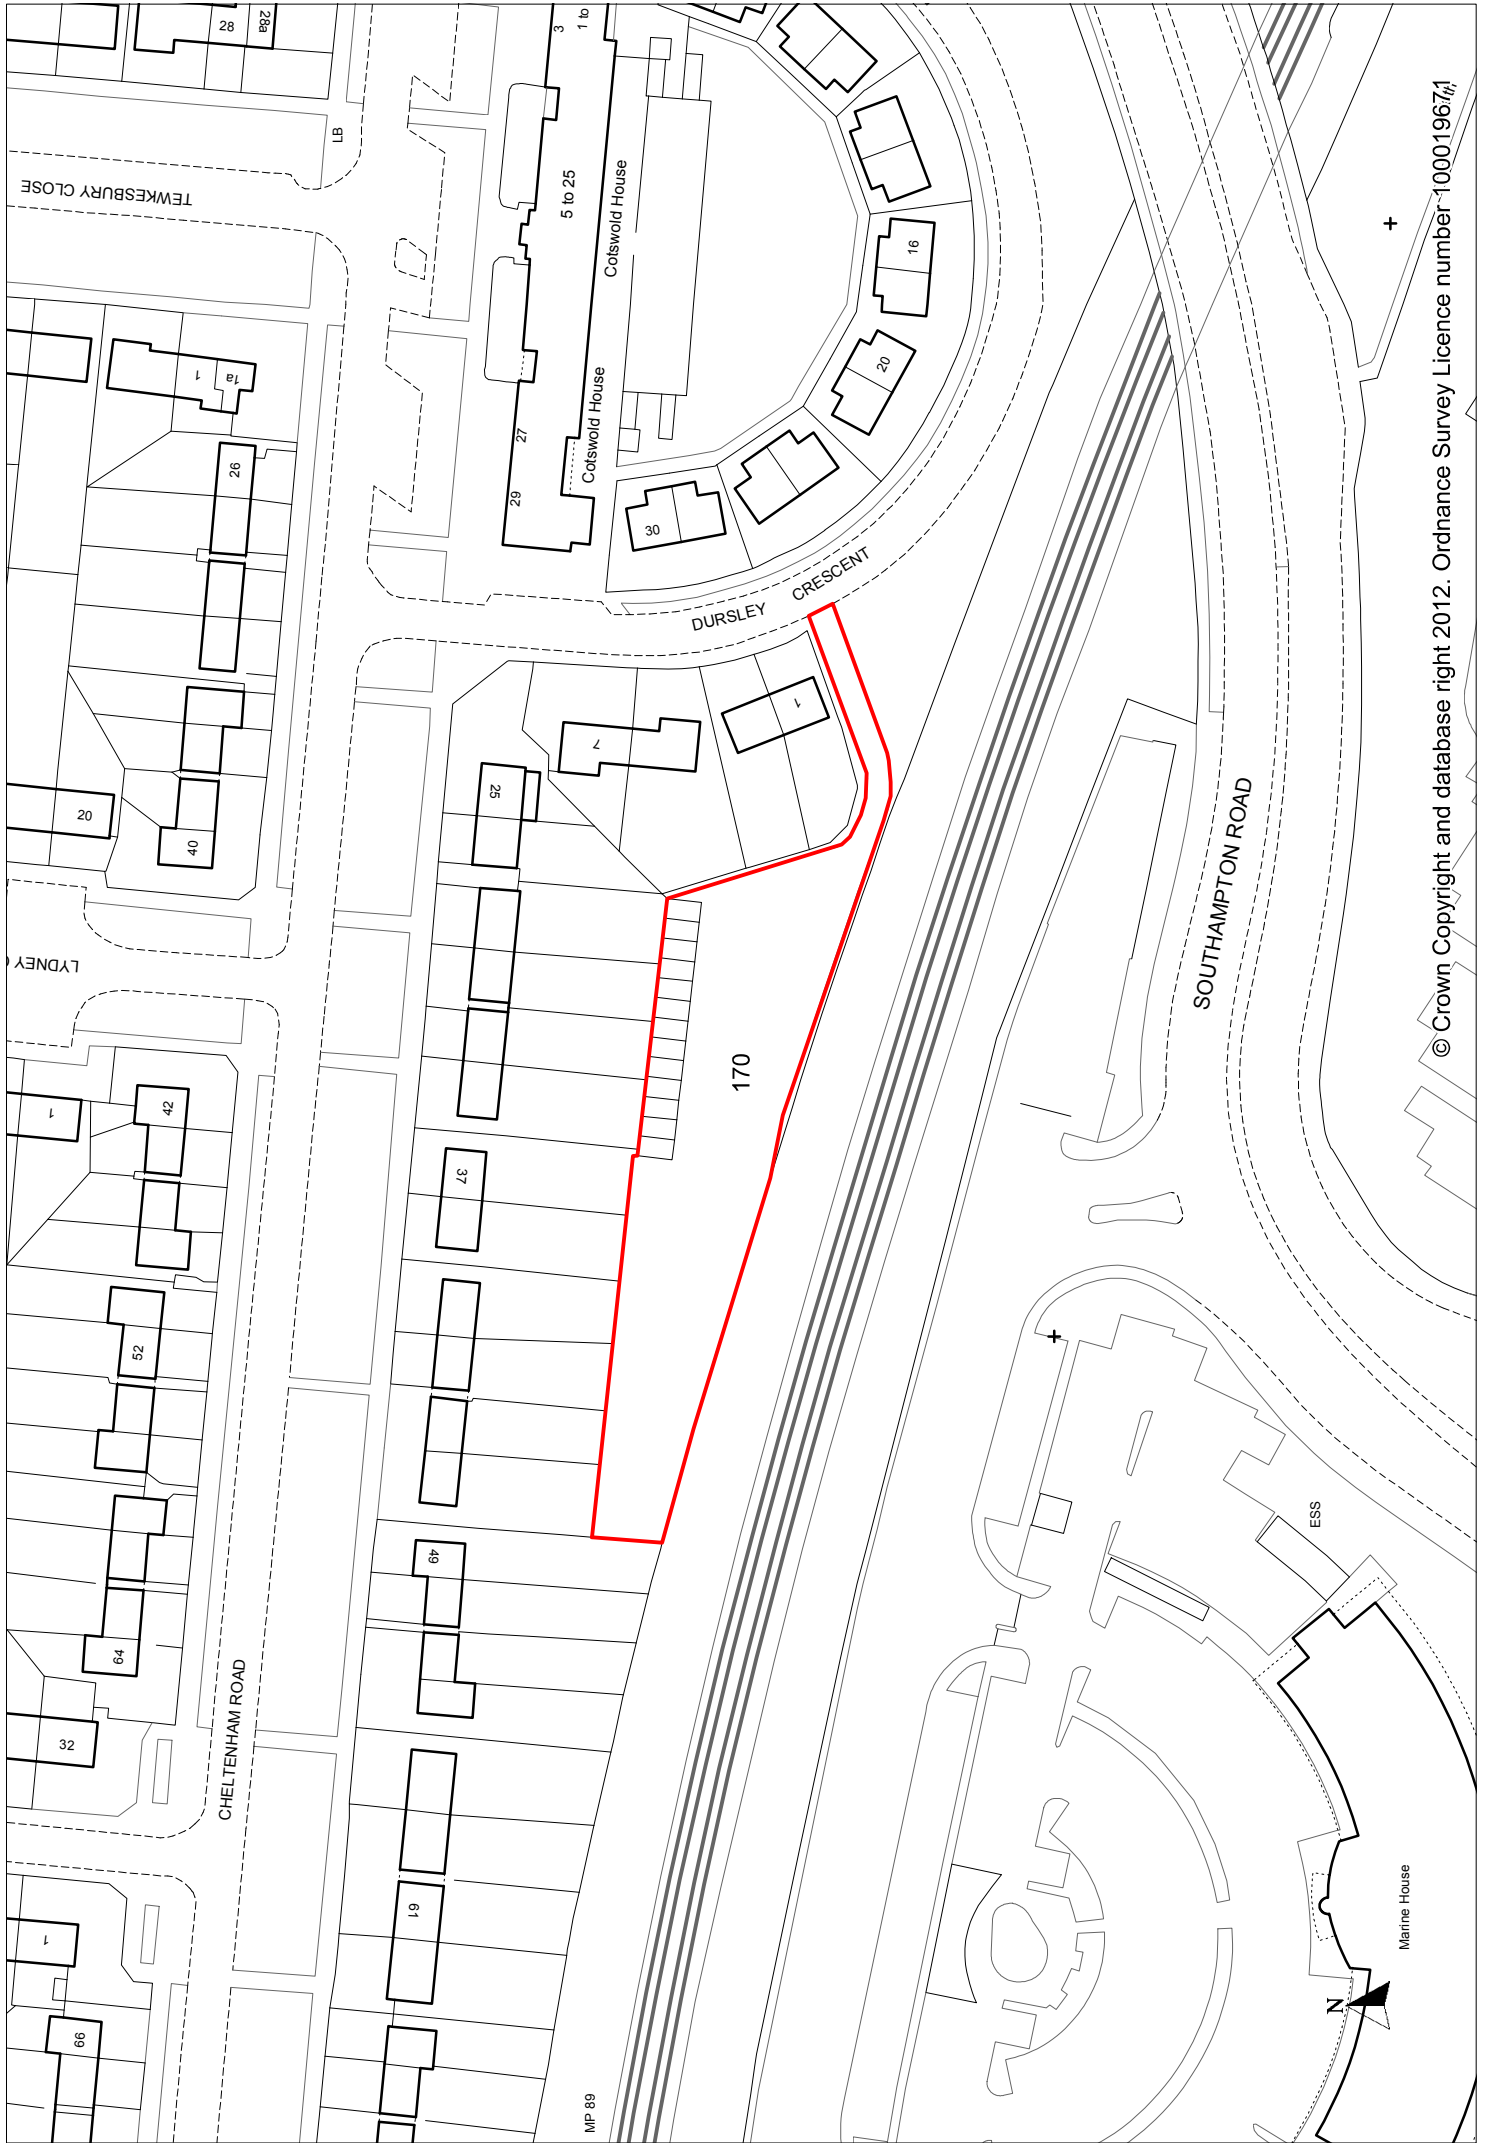 28
28a
3
1 to
LB
TEWKESBURY CLOSE
5 to 25
Cotswold House
16
1
1a
20
26
27
29
Cotswold House
30
DURSLEY CRESCENT
1
7
25
20
40
LYDNEY
170
SOUTHAMPTON ROAD
1
42
37
52
49
64
32
CHELTENHAM ROAD
61
1
66
MP 89
ESS
Marine House
N
© Crown Copyright and database right 2012. Ordnance Survey Licence number 100019671